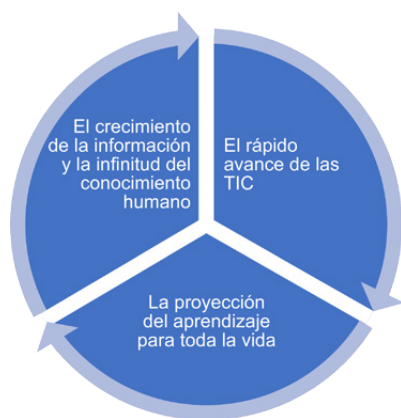 El crecimiento
de la información
y la infinitud del
conocimiento
humano
El rápido
avance de las
TIC
La proyección
del aprendizaje
para toda la vida